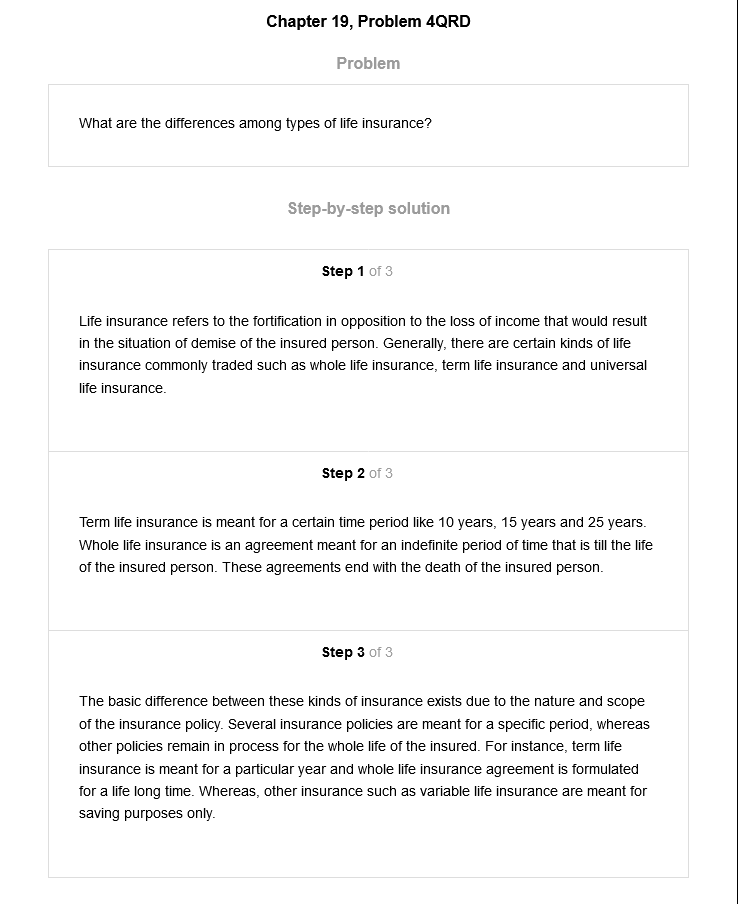 Chapter 19, Problem 4QRD
Problem
What are the differences among types of life insurance?
Step-by-step solution
Step 1 of 3
Life insurance refers to the fortification in opposition to the loss of income that would result
in the situation of demise of the insured person. Generally, there are certain kinds of life
insurance commonly traded such as whole life insurance, term life insurance and universal
life insurance.
Step 2 of 3
Term life insurance is meant for a certain time period like 10 years, 15 years and 25 years.
Whole life insurance is an agreement meant for an indefinite period of time that is till the life
of the insured person. These agreements end with the death of the insured person.
Step 3 of 3
The basic difference between these kinds of insurance exists due to the nature and scope
of the insurance policy. Several insurance policies are meant for a specific period, whereas
other policies remain in process for the whole life of the insured. For instance, term life
insurance is meant for a particular year and whole life insurance agreement is formulated
for a life long time. Whereas, other insurance such as variable life insurance are meant for
saving purposes only.